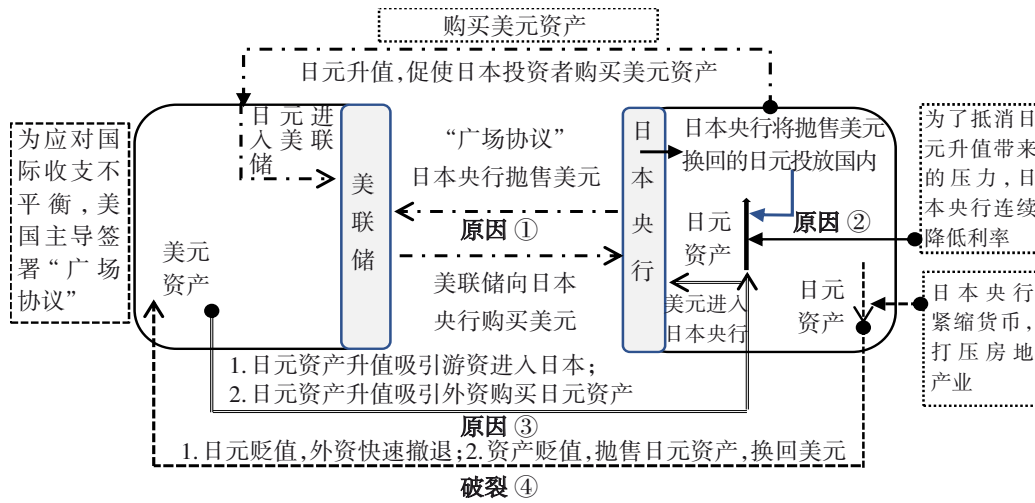 购买美元资产
日元升值,促使日本投资者购买美元资产
为应对国
际收支不
平衡,美
国主导签
署“广场
协议”
日元进
入美联
储
美
联
储
美元
资产
“广场协议”
日本央行抛售美元
原因 ①
美联储向日本
央行购买美元
日
本
央
行
日本央行将抛售美元
换回的日元投放国内
日元
资产
原因 ②
美元进入
日本央行
日元
资产
为了抵消日
元升值带来
的压力,日
本央行连续
降低利率
日本央行
紧缩货币,
打压房地
产业
1.日元资产升值吸引游资进入日本;
2.日元资产升值吸引外资购买日元资产
原因 ③
1.日元贬值,外资快速撤退;2.资产贬值,抛售日元资产,换回美元
破裂 ④